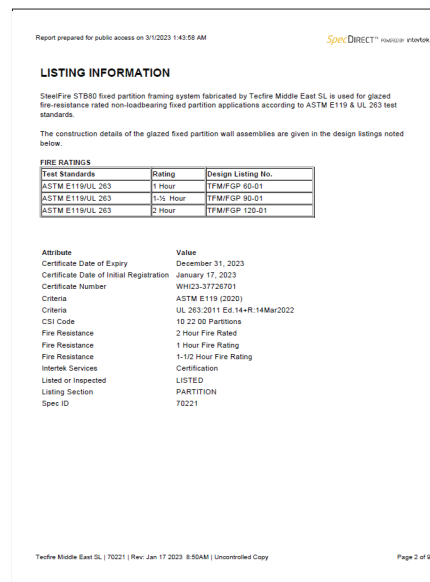 Report prepared for public access on 3/1/2023 1:43:58 AM
SpecDIRECT™ POWERED BY intertek
LISTING INFORMATION
SteelFire STB80 fixed partition framing system fabricated by Tecfire Middle East SL is used for glazed
fire-resistance rated non-loadbearing fixed partition applications according to ASTM E119 & UL 263 test
standards.
The construction details of the glazed fixed partition wall assemblies are given in the design listings noted
below.
FIRE RATINGS
Test Standards Rating Design Listing No.
ASTM E119/UL 263 1 Hour TFM/FGP 60-01
ASTM E119/UL 263 1-½ Hour TFM/FGP 90-01
ASTM E119/UL 263 2 Hour TFM/FGP 120-01
Attribute Value
Certificate Date of Expiry December 31, 2023
Certificate Date of Initial Registration January 17, 2023
Certificate Number WHI23-37726701
Criteria ASTM E119 (2020)
Criteria UL 263:2011 Ed.14+R:14Mar2022
CSI Code 10 22 00 Partitions
Fire Resistance 2 Hour Fire Rated
Fire Resistance 1 Hour Fire Rating
Fire Resistance 1-1/2 Hour Fire Rating
Intertek Services Certification
Listed or Inspected LISTED
Listing Section PARTITION
Spec ID 70221
Tecfire Middle East SL | 70221 | Rev: Jan 17 2023 8:50AM | Uncontrolled Copy Page 2 of 9